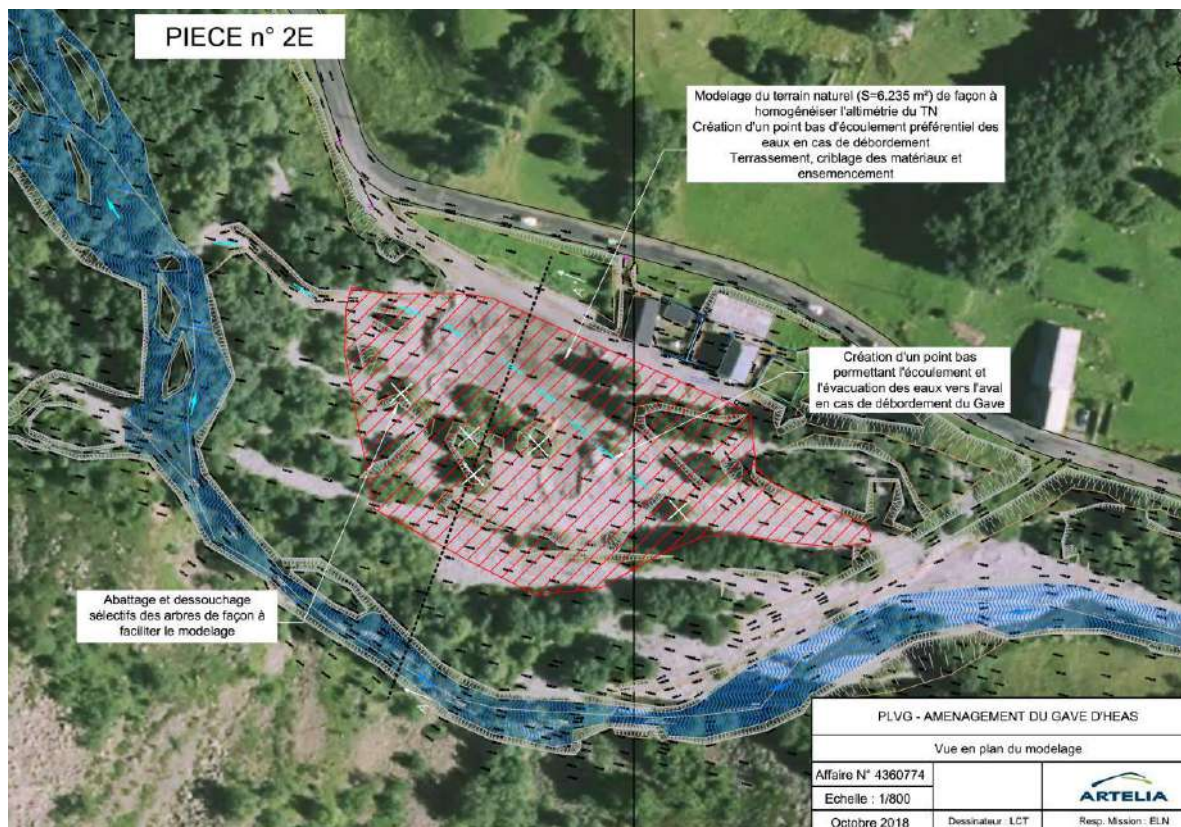 PIECE n° 2E
Modelage du terrain naturel (S=6.235 m²) de façon à
homogénéiser l'altimétrie du TN
Création d'un point bas d'écoulement préférentiel des
eaux en cas de débordement
Terrassement, criblage des matériaux et
ensemencement
Création d'un point bas
permettant l'écoulement et
l'évacuation des eaux vers l'aval
en cas de débordement du Gave
Abattage et dessouchage
sélectifs des arbres de façon à
faciliter le modelage
PLVG - AMENAGEMENT DU GAVE D'HEAS
Vue en plan du modelage
Affaire N° 4360774
Echelle : 1/800
ARTELIA
Octobre 2018
Dessinateur : LCT
Resp. Mission : ELN